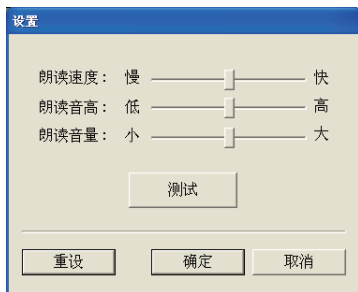 设置
朗读速度： 慢 快
朗读音高： 低 高
朗读音量： 小 大
测试
重设 确定 取消